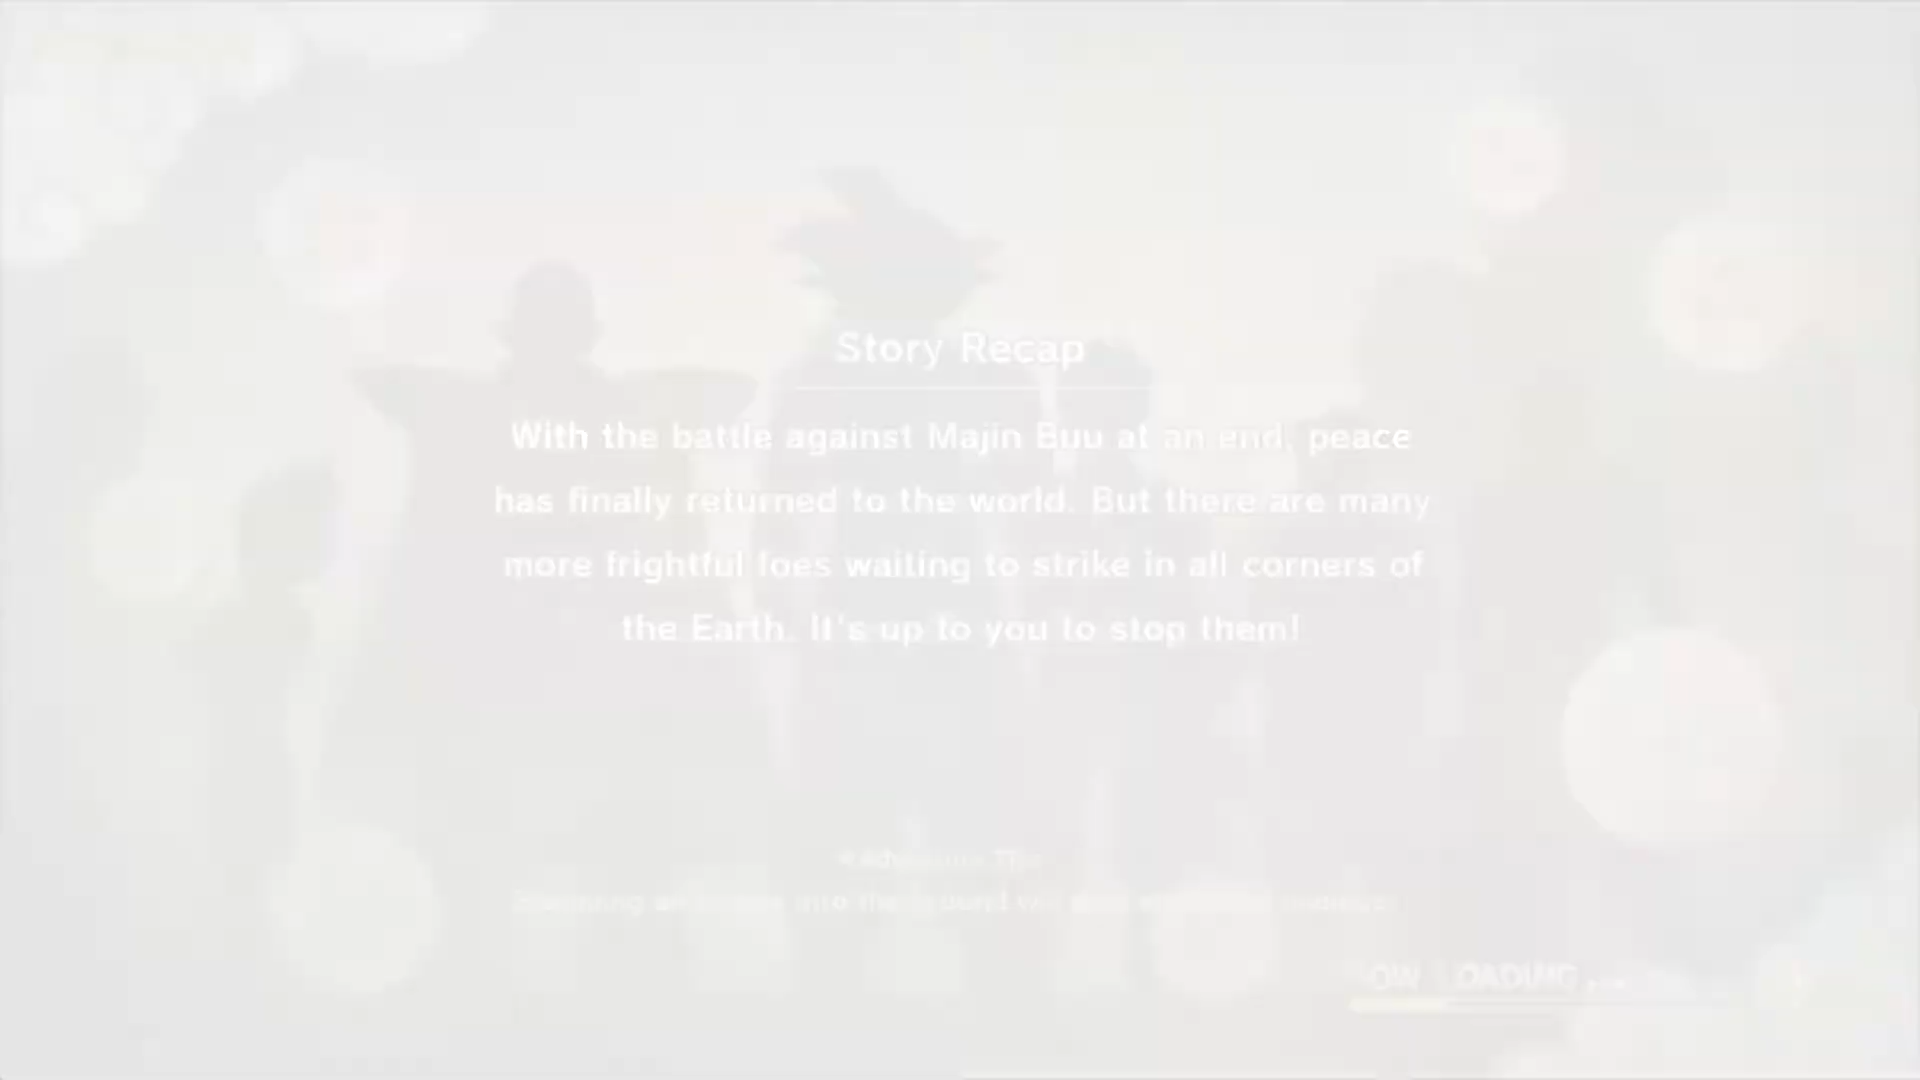 Story Recap
With the battle against Majin Buu at an end, peace
has finally returned to the world. But there are many
more frightful foes waiting to strike in all corners of
the Earth. It's up to you to stop them!
NOW LOADING...